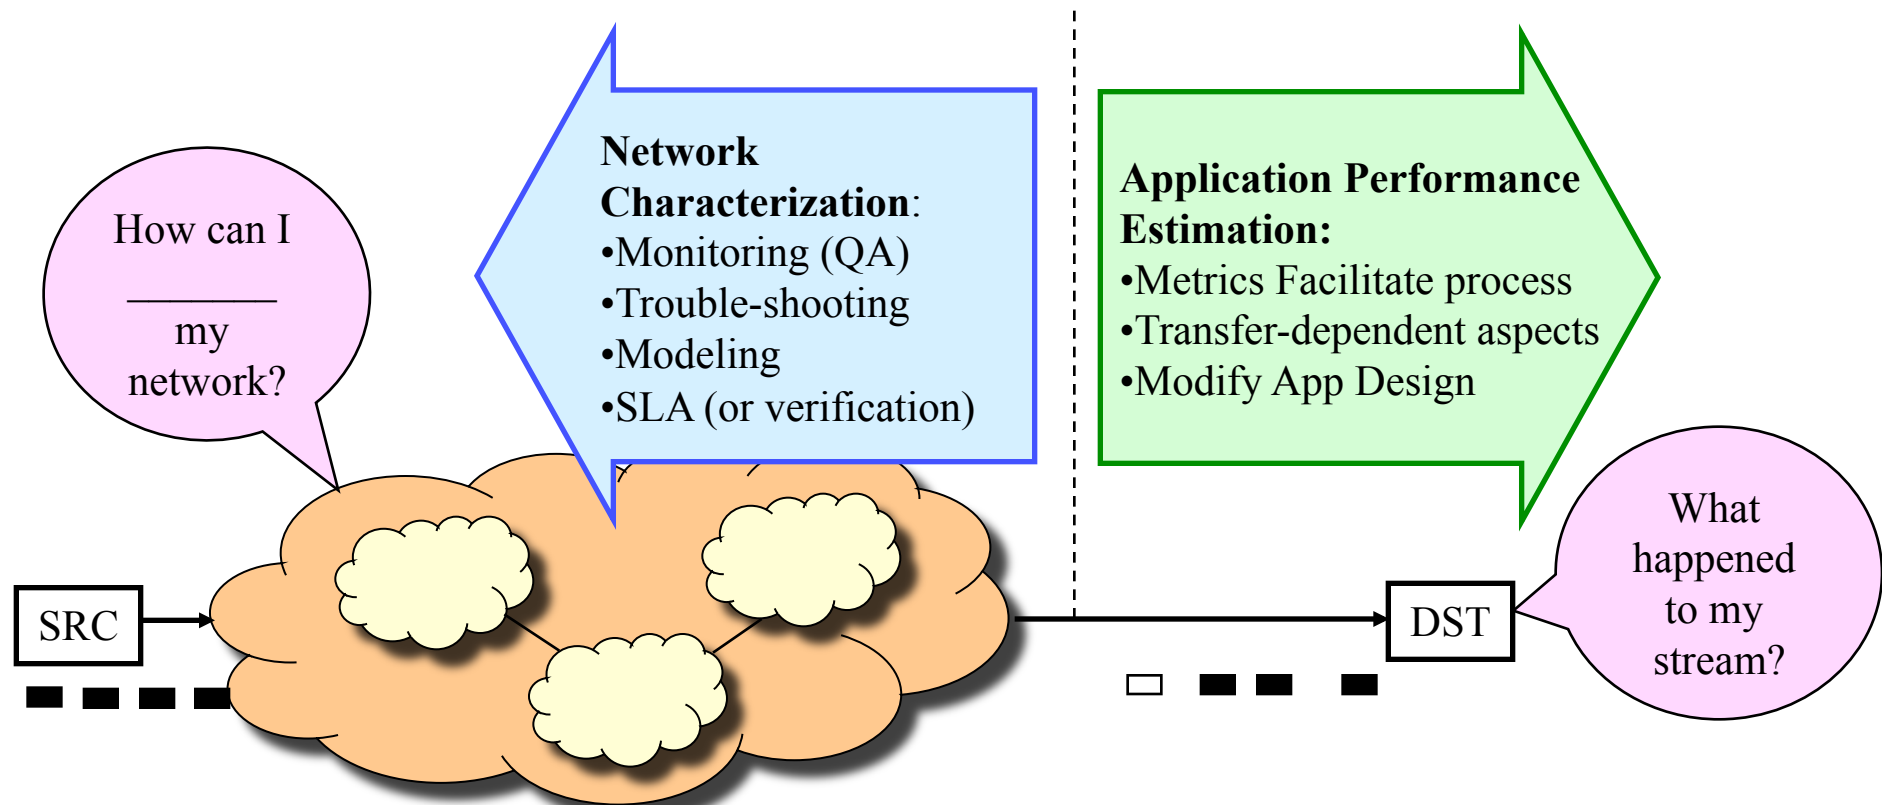 How can I
_______
my
network?
Network
Characterization:
•Monitoring (QA)
•Trouble-shooting
•Modeling
•SLA (or verification)
Application Performance
Estimation:
•Metrics Facilitate process
•Transfer-dependent aspects
•Modify App Design
What
happened
to my
stream?
SRC
DST